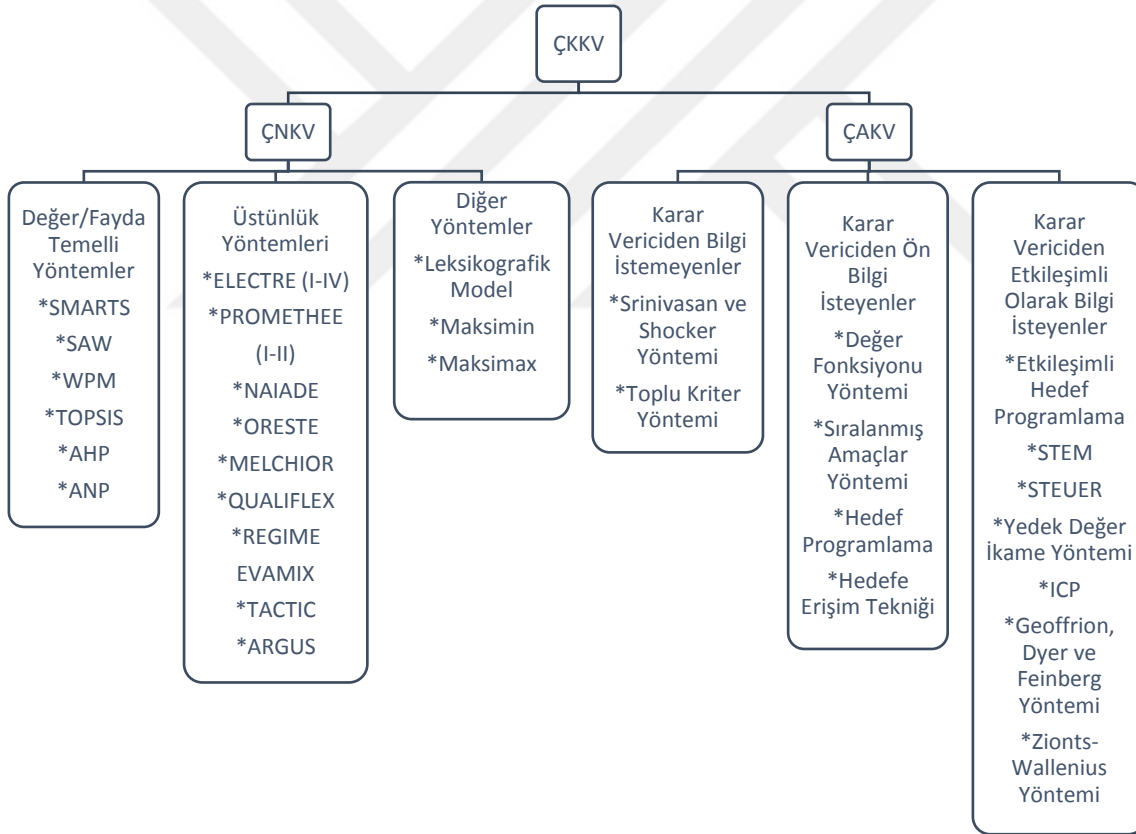 ÇKKV
ÇNKV
ÇAKV
Değer/Fayda
Temelli
Yöntemler
*SMARTS
*SAW
*WPM
*TOPSIS
*AHP
*ANP
Üstünlük
Yöntemleri
*ELECTRE (I-IV)
*PROMETHEE
(I-II)
*NAIADE
*ORESTE
*MELCHIOR
*QUALIFLEX
*REGIME
EVAMIX
*TACTIC
*ARGUS
Diğer
Yöntemler
*Leksikografik
Model
*Maksimin
*Maksimax
Karar
Vericiden Bilgi
İstemeyenler
*Srinivasan ve
Shocker
Yöntemi
*Toplu Kriter
Yöntemi
Karar
Vericiden Ön
Bilgi
İsteyenler
*Değer
Fonksiyonu
Yöntemi
*Sıralanmış
Amaçlar
Yöntemi
*Hedef
Programlama
*Hedefe
Erişim Tekniği
Karar
Vericiden
Etkileşimli
Olarak Bilgi
İsteyenler
*Etkileşimli
Hedef
Programlama
*STEM
*STEUER
*Yedek Değer
İkame Yöntemi
*ICP
*Geoffrion,
Dyer ve
Feinberg
Yöntemi
*Zionts-
Wallenius
Yöntemi